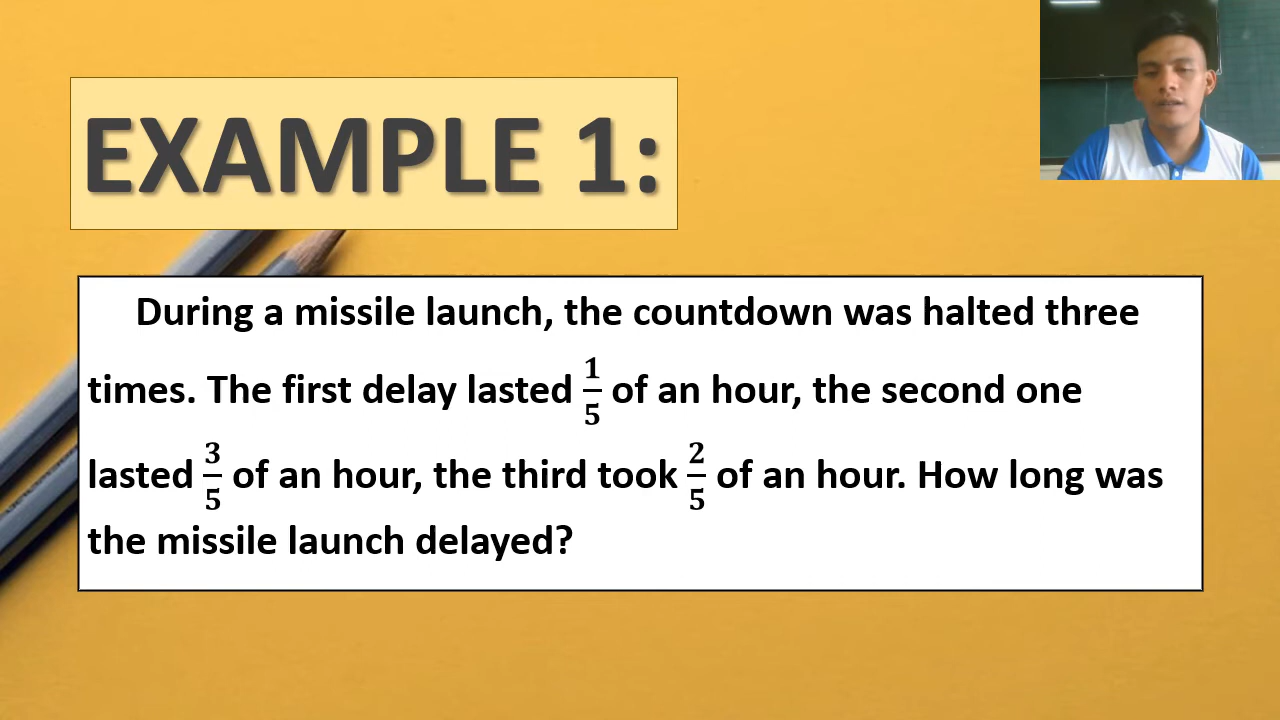 EXAMPLE 1:
During a missile launch, the countdown was halted three
times. The first delay lasted 1/5 of an hour, the second one
lasted 3/5 of an hour, the third took 2/5 of an hour. How long was
the missile launch delayed?